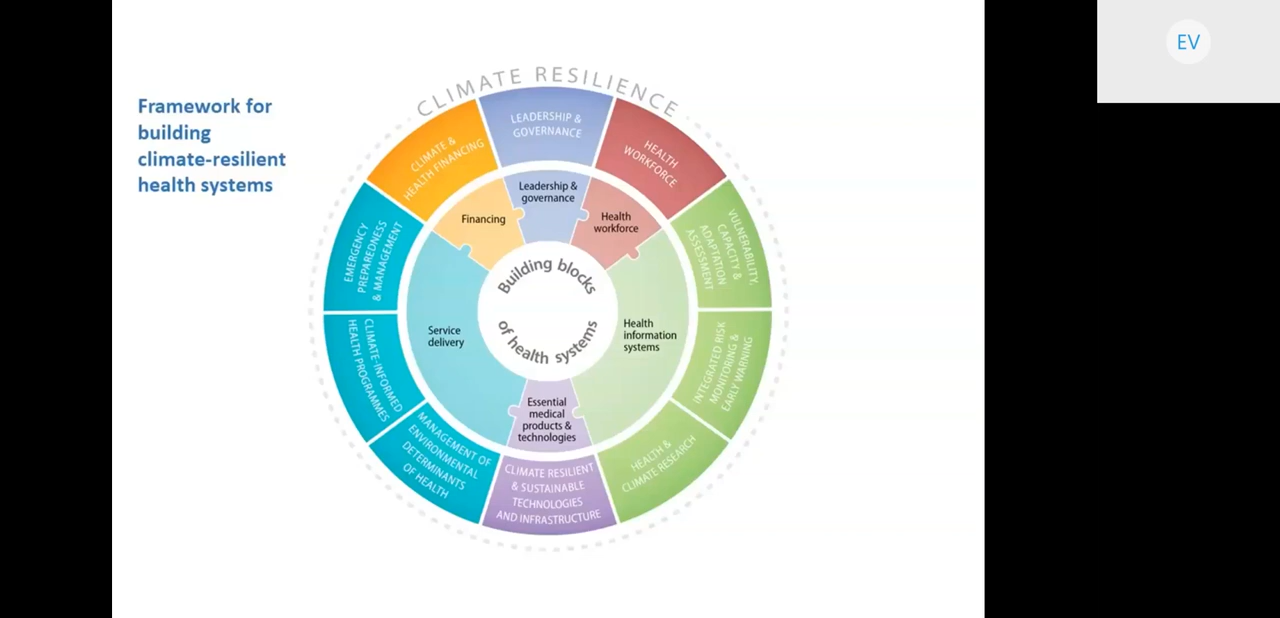 EV
Framework for
building
climate-resilient
health systems
CLIMATE RESILIENCE
LEADERSHIP &
GOVERNANCE
HEALTH
WORKFORCE
VULNERABILITY,
CAPACITY &
ADAPTATION
ASSESSMENT
INTEGRATED RISK
MONITORING &
EARLY WARNING
HEALTH &
CLIMATE RESEARCH
CLIMATE RESILIENT
& SUSTAINABLE
TECHNOLOGIES
AND INFRASTRUCTURE
MANAGEMENT OF
ENVIRONMENTAL
DETERMINANTS
OF HEALTH
CLIMATE-INFORMED
HEALTH PROGRAMMES
EMERGENCY
PREPAREDNESS
& MANAGEMENT
CLIMATE &
HEALTH FINANCING
Leadership &
governance
Health
workforce
Health
information
systems
Essential
medical
products &
technologies
Service
delivery
Financing
Building blocks
of health systems